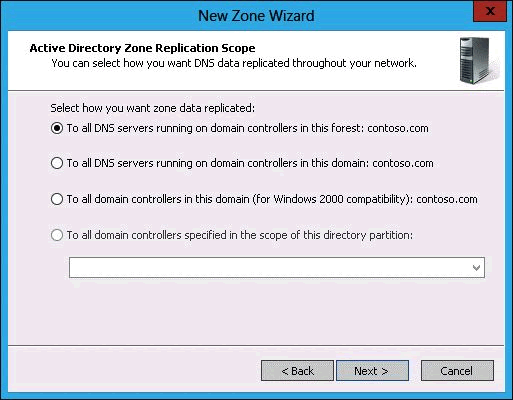 New Zone Wizard
X
Active Directory Zone Replication Scope
You can select how you want DNS data replicated throughout your network.
Select how you want zone data replicated:
To all DNS servers running on domain controllers in this forest: contoso.com
To all DNS servers running on domain controllers in this domain: contoso.com
To all domain controllers in this domain (for Windows 2000 compatibility): contoso.com
To all domain controllers specified in the scope of this directory partition:
< Back Next > Cancel